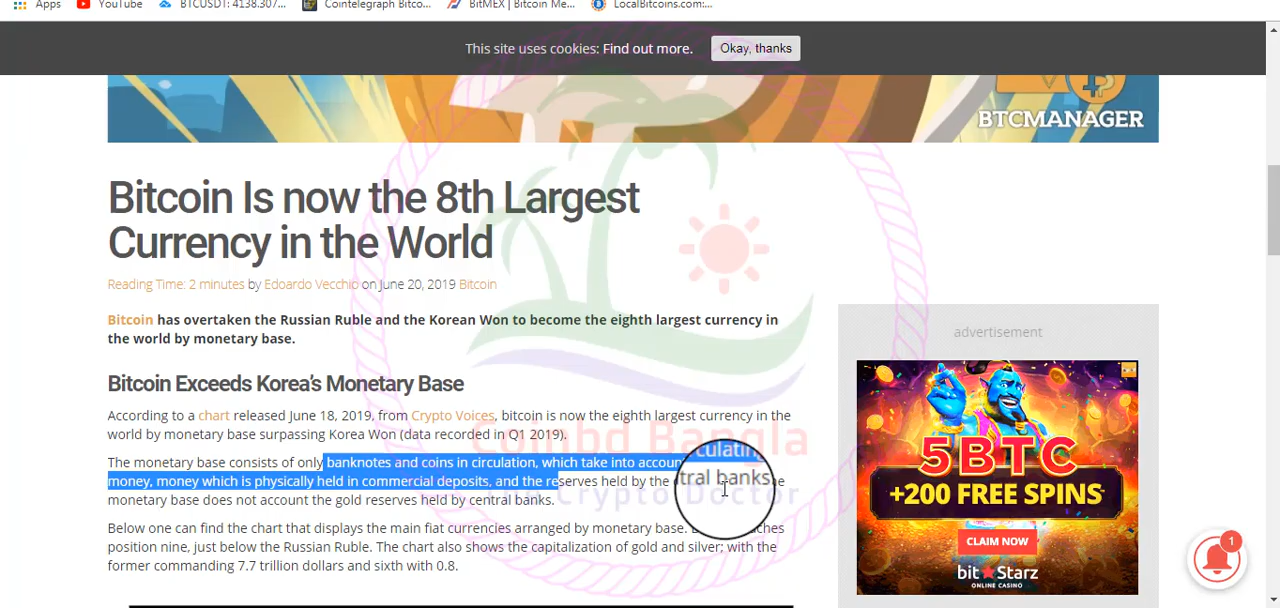 Apps YouTube BTCUSDT: 4138.307... Cointelegraph Bitco... BitMEX | Bitcoin Me... LocalBitcoins.com:...
This site uses cookies: Find out more. Okay, thanks
BTCMANAGER
Bitcoin Is now the 8th Largest
Currency in the World
Reading Time: 2 minutes by Edoardo Vecchio on June 20, 2019 Bitcoin
Bitcoin has overtaken the Russian Ruble and the Korean Won to become the eighth largest currency in
the world by monetary base.
advertisement
Bitcoin Exceeds Korea's Monetary Base
According to a chart released June 18, 2019, from Crypto Voices, bitcoin is now the eighth largest currency in the
world by monetary base surpassing Korea Won (data recorded in Q1 2019).
Coinbd Bangla
The monetary base consists of only banknotes and coins in circulation, which take into accoun culating
money, money which is physically held in commercial deposits, and the reserves held by the tral banks.
Crypto Doctor
monetary base does not account the gold reserves held by central banks.
Below one can find the chart that displays the main fiat currencies arranged by monetary base.
position nine, just below the Russian Ruble. The chart also shows the capitalization of gold and silver; with the
former commanding 7.7 trillion dollars and sixth with 0.8.
5BTC
+200 FREE SPINS
CLAIM NOW
bitStarz
ONLINE CASINO
1